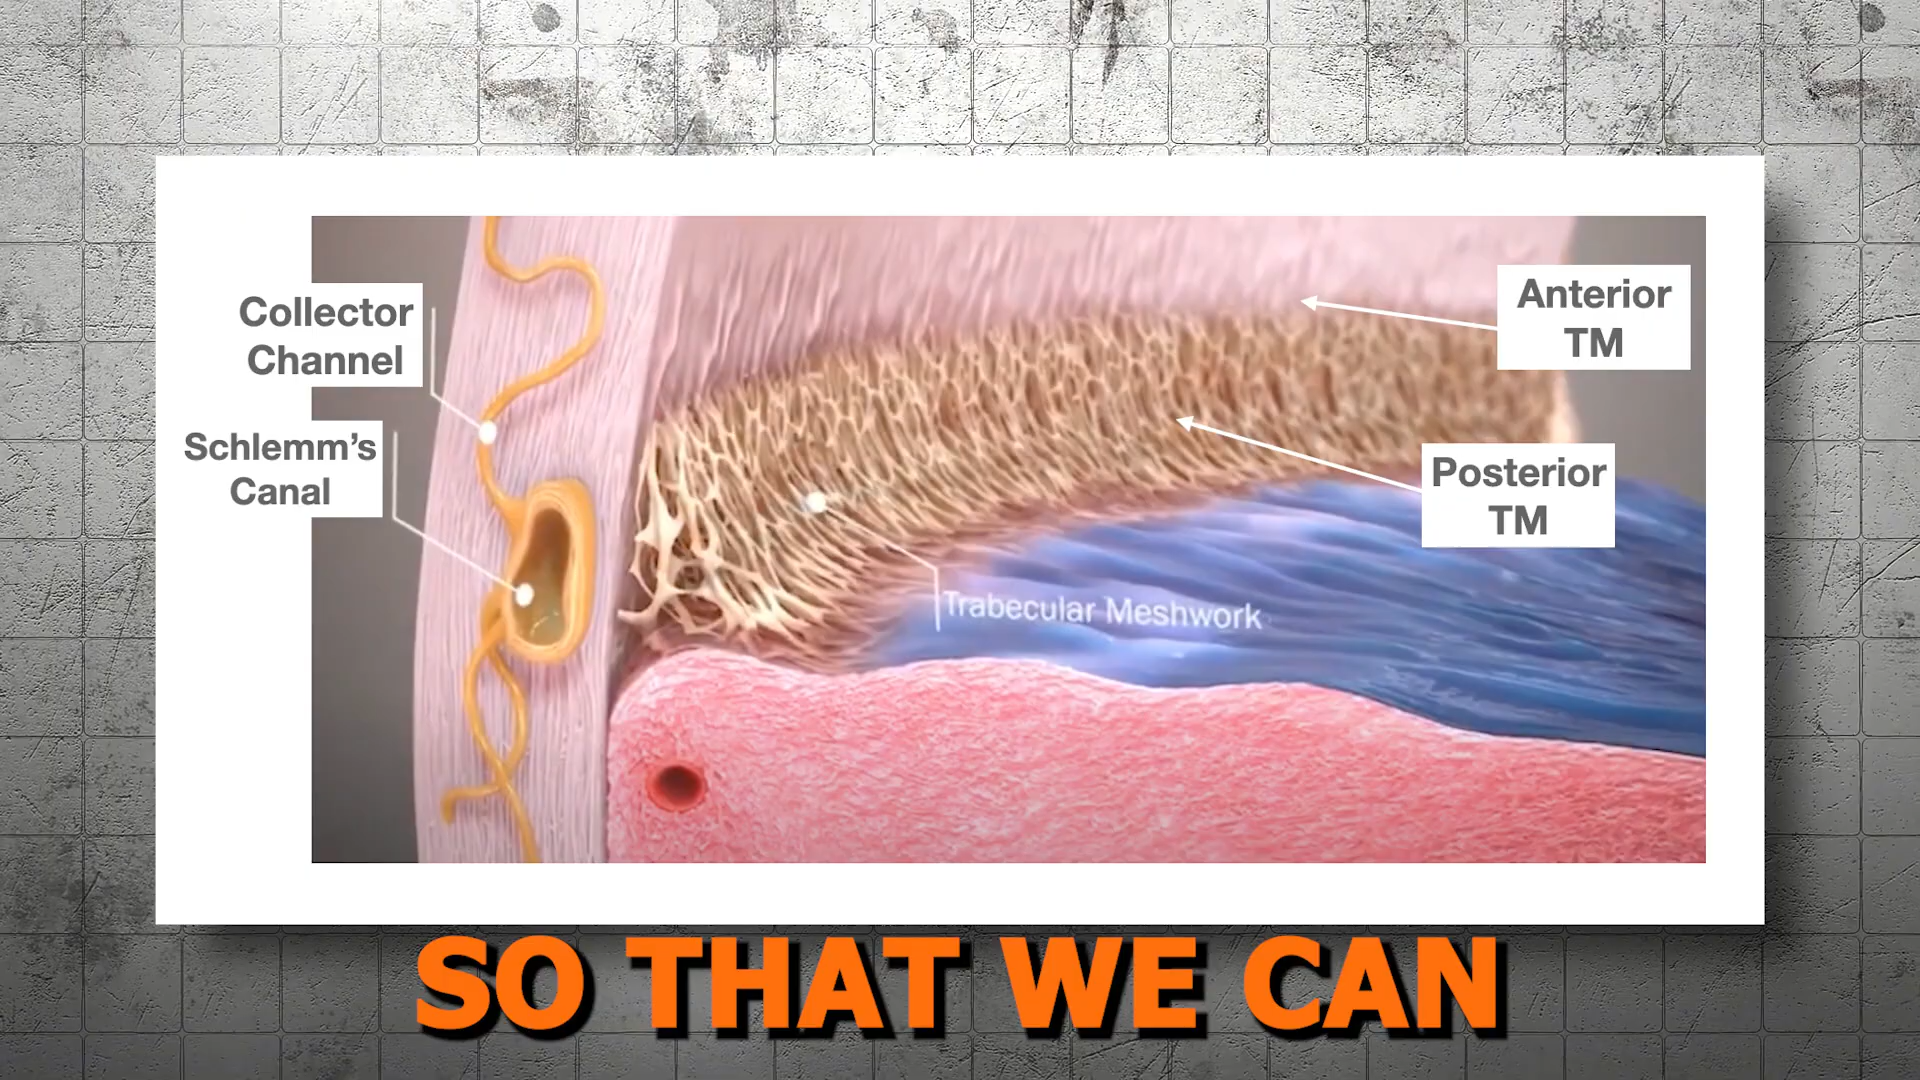 Collector
Channel
Schlemm’s
Canal
Anterior
TM
Posterior
TM
Trabecular Meshwork
SO THAT WE CAN